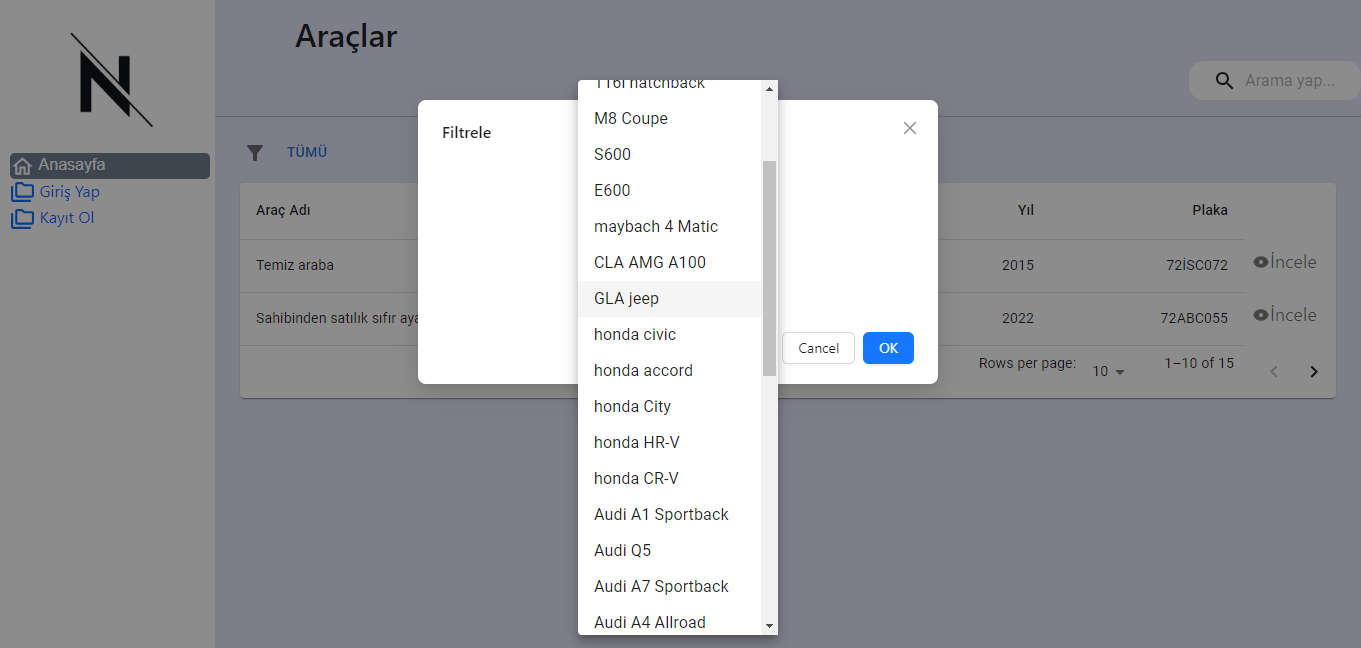 Araçlar
Arama yap...
Anasayfa
Giriş Yap
Kayıt Ol
TÜMÜ
Araç Adı
Yıl
Plaka
Temiz araba
2015
72İSC072
İncele
Sahibinden satılık sıfır aya
2022
72ABC055
İncele
Rows per page:
10
1–10 of 15
Filtrele
Cancel
OK
116i hatchback
M8 Coupe
S600
E600
maybach 4 Matic
CLA AMG A100
GLA jeep
honda civic
honda accord
honda City
honda HR-V
honda CR-V
Audi A1 Sportback
Audi Q5
Audi A7 Sportback
Audi A4 Allroad